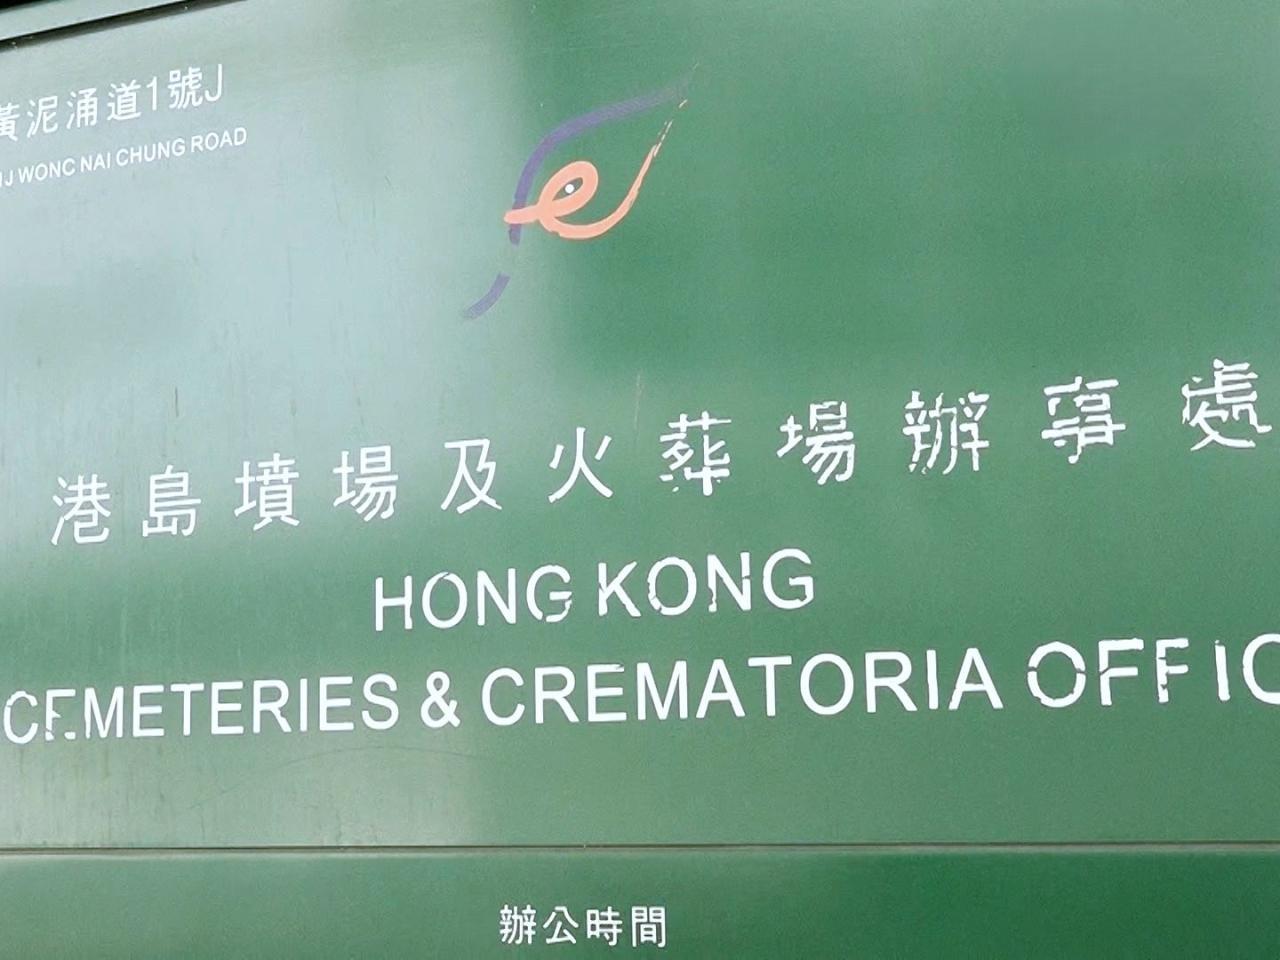 黃泥涌道1號J
1J WONC NAI CHUNG ROAD
港島墳場及火葬場辦事處
HONG KONG
CEMETERIES & CREMATORIA OFFIC
辦公時間